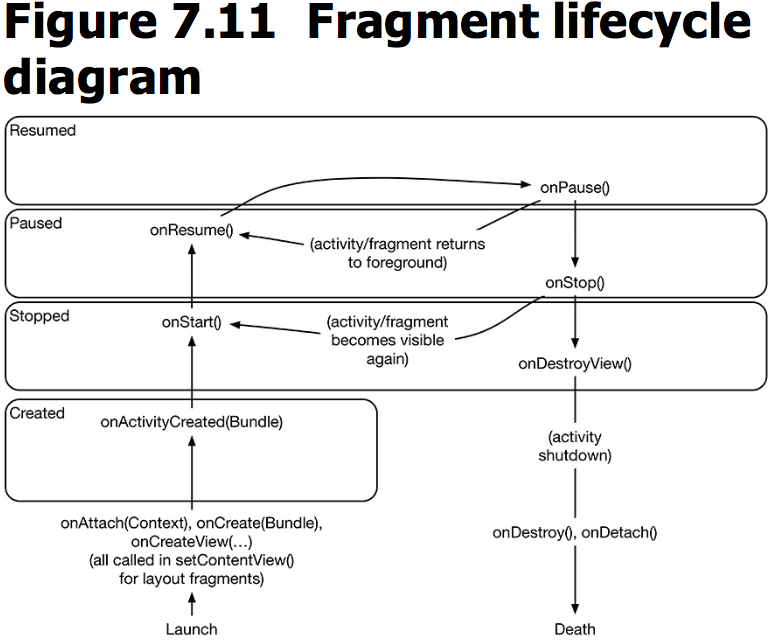 Figure 7.11 Fragment lifecycle
diagram
Resumed
onPause()
Paused
onResume()
(activity/fragment returns
to foreground)
onStop()
Stopped
onStart()
(activity/fragment
becomes visible
again)
onDestroyView()
Created
onActivityCreated(Bundle)
(activity
shutdown)
onAttach(Context), onCreate(Bundle),
onCreateView(...)
(all called in setContentView()
for layout fragments)
onDestroy(), onDetach()
Launch
Death